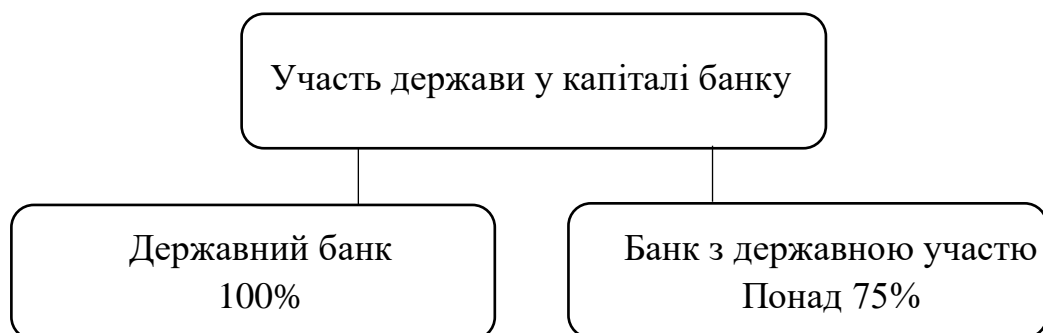 Участь держави у капіталі банку
Державний банк
100%
Банк з державною участю
Понад 75%